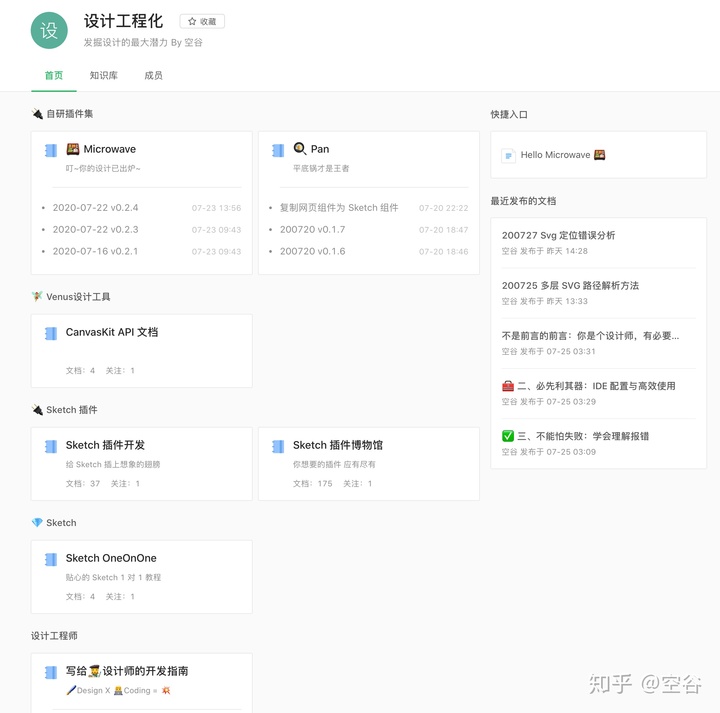 设
设计工程化
收藏
发掘设计的最大潜力 By 空谷
首页 知识库 成员
自研插件集
Microwave
叮~你的设计已出炉~
2020-07-22 v0.2.4 07-23 13:56
2020-07-22 v0.2.3 07-23 09:43
2020-07-16 v0.2.1 07-23 09:43
Pan
平底锅才是王者
复制网页组件为 Sketch 组件 07-20 22:22
200720 v0.1.7 07-20 18:47
200720 v0.1.6 07-20 18:46
Venus设计工具
CanvasKit API 文档
文档：4 关注：1
Sketch 插件
Sketch 插件开发
给 Sketch 插上想象的翅膀
文档：37 关注：1
Sketch 插件博物馆
你想要的插件 应有尽有
文档：175 关注：1
Sketch
Sketch OneOnOne
贴心的 Sketch 1 对 1 教程
文档：4 关注：1
设计工程师
写给设计师的开发指南
Design X Coding =
快捷入口
Hello Microwave
最近发布的文档
200727 Svg 定位错误分析
空谷 发布于 昨天 14:28
200725 多层 SVG 路径解析方法
空谷 发布于 昨天 13:33
不是前言的前言：你是个设计师，有必要...
空谷 发布于 07-25 03:31
二、必先利其器：IDE 配置与高效使用
空谷 发布于 07-25 03:29
三、不能怕失败：学会理解报错
空谷 发布于 07-25 03:09
知乎 @空谷